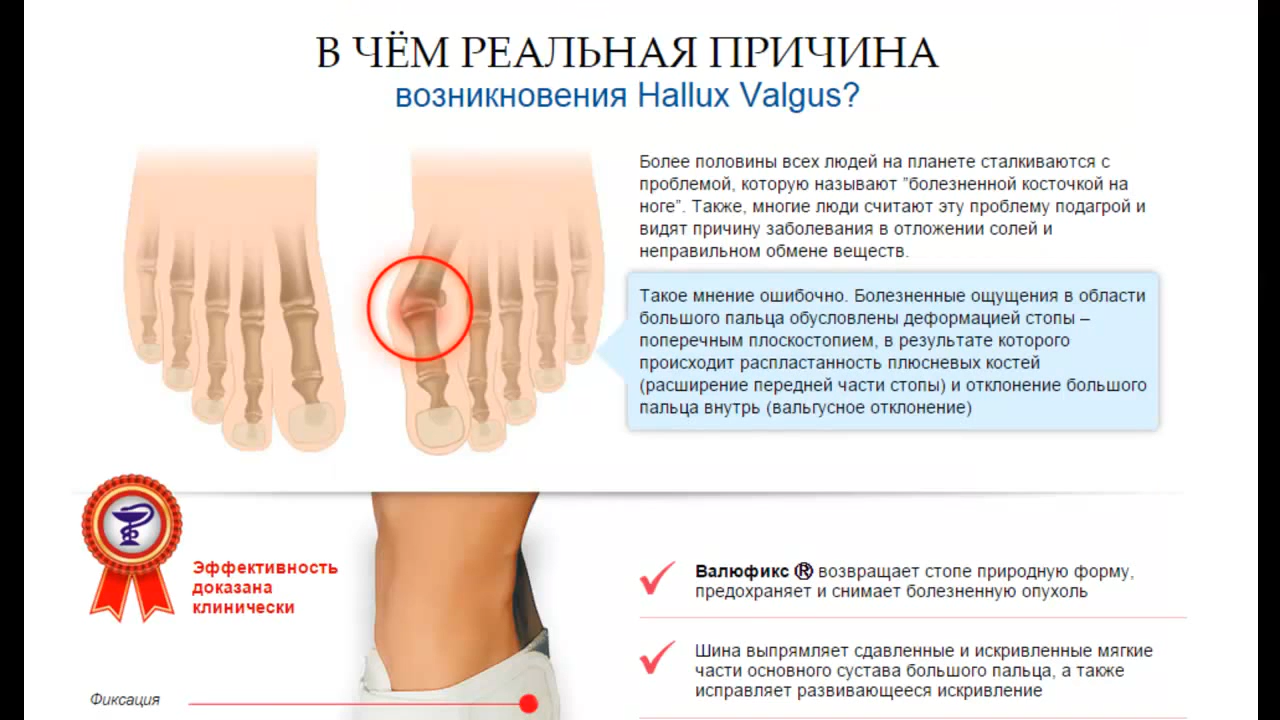 В ЧЁМ РЕАЛЬНАЯ ПРИЧИНА
возникновения Hallux Valgus?
Более половины всех людей на планете сталкиваются с
проблемой, которую называют "болезненной косточкой на
ноге". Также, многие люди считают эту проблему подагрой и
видят причину заболевания в отложении солей и
неправильном обмене веществ.
Такое мнение ошибочно. Болезненные ощущения в области
большого пальца обусловлены деформацией стопы –
поперечным плоскостопием, в результате которого
происходит распластанность плюсневых костей
(расширение передней части стопы) и отклонение большого
пальца внутрь (вальгусное отклонение)
Эффективность
доказана
клинически
Валюфикс ® возвращает стопе природную форму,
предохраняет и снимает болезненную опухоль
Шина выпрямляет сдавленные и искривленные мягкие
части основного сустава большого пальца, а также
исправляет развивающееся искривление
Фиксация